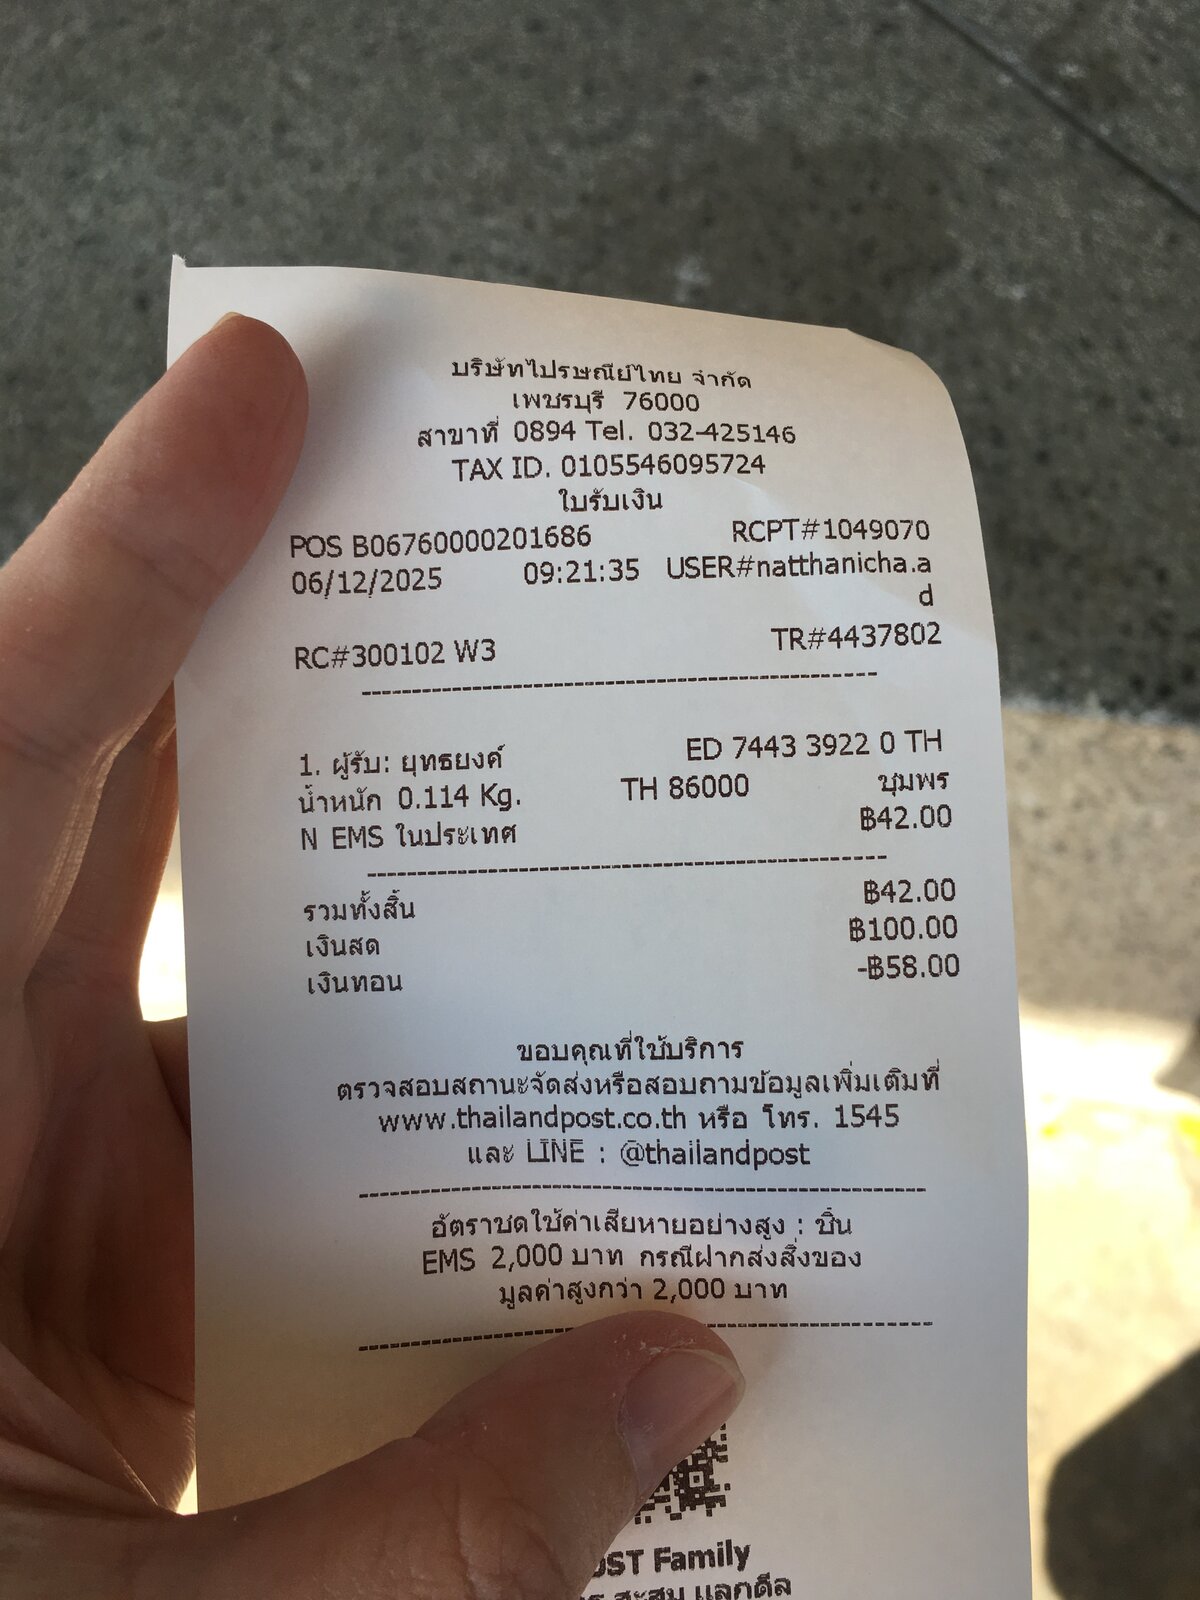 บริษัทไปรษณีย์ไทย จำกัด
เพชรบุรี 76000
สาขาที่ 0894 Tel. 032-425146
TAX ID. 0105546095724
ใบรับเงิน
POS B06760000201686 RCPT#1049070
06/12/2025 09:21:35 USER#natthanicha.a
d
RC#300102 W3 TR#4437802
1. ผู้รับ: ยุทธยงค์ ED 7443 3922 0 TH
น้ำหนัก 0.114 Kg. TH 86000 ชุมพร
N EMS ในประเทศ ฿42.00
รวมทั้งสิ้น ฿42.00
เงินสด ฿100.00
เงินทอน -฿58.00
ขอบคุณที่ใช้บริการ
ตรวจสอบสถานะจัดส่งหรือสอบถามข้อมูลเพิ่มเติมที่
www.thailandpost.co.th หรือ โทร. 1545
และ LINE : @thailandpost
อัตราชดใช้ค่าเสียหายอย่างสูง : ชิ้น
EMS 2,000 บาท กรณีฝากส่งสิ่งของ
มูลค่าสูงกว่า 2,000 บาท
Family
สะสม แลกดีล